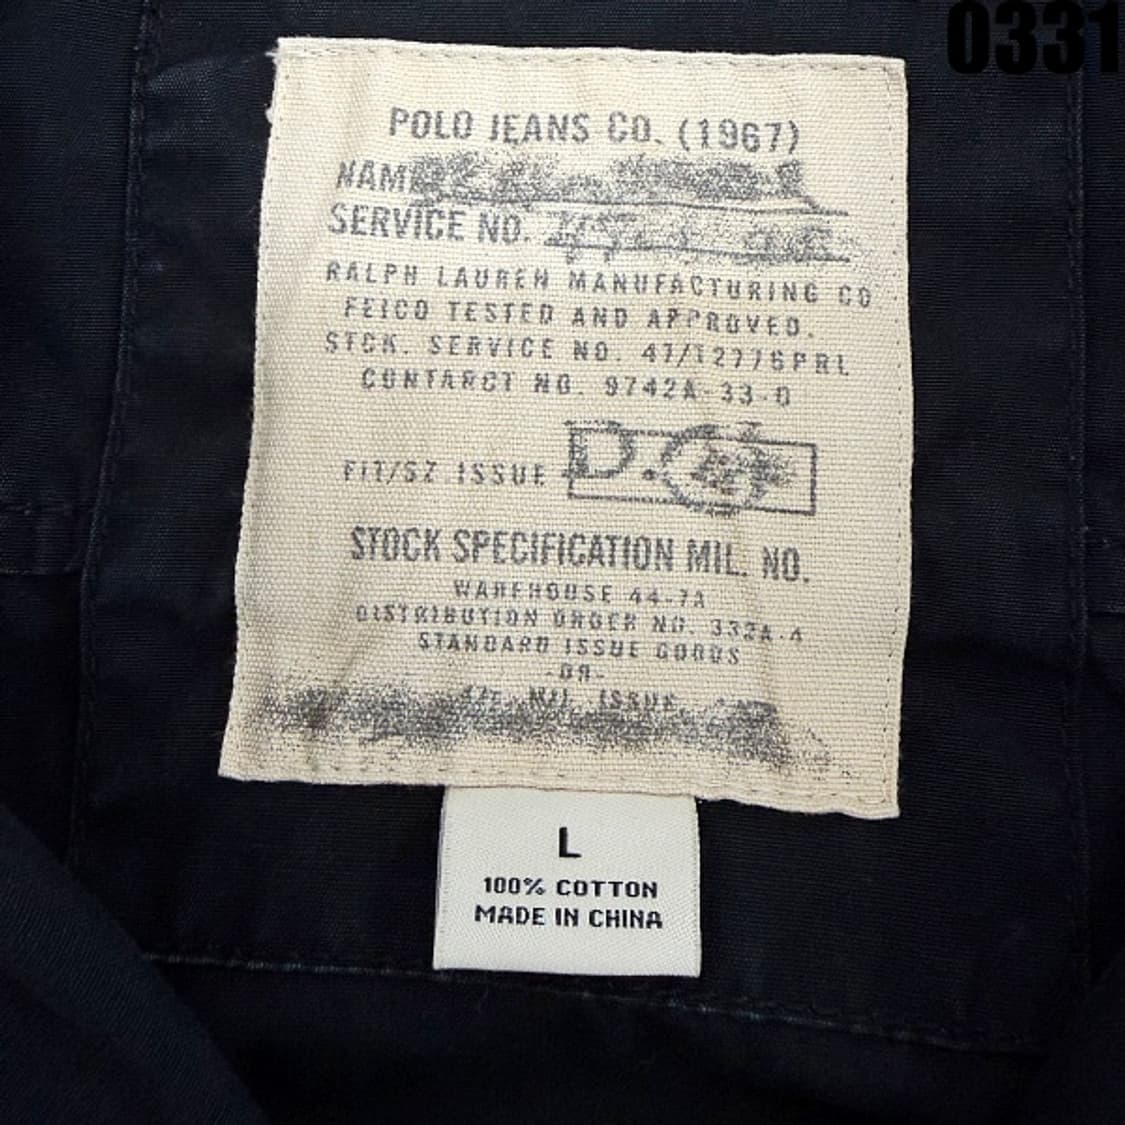 0331
POLO JEANS CO. (1967)
NAME
SERVICE NO.
RALPH LAUREN MANUFACTURING CO
FEICO TESTED AND APPROVED.
STCK. SERVICE NO. 47/12776PRL
CONTARCT NO. 9742A-33-0
FIT/SZ ISSUE
STOCK SPECIFICATION MIL. NO.
WAREHOUSE 44-7A
DISTRIBUTION ORDER NO. 332A-4
STANDARD ISSUE GOODS
-OR-
MIL ISSUE
L
100% COTTON
MADE IN CHINA